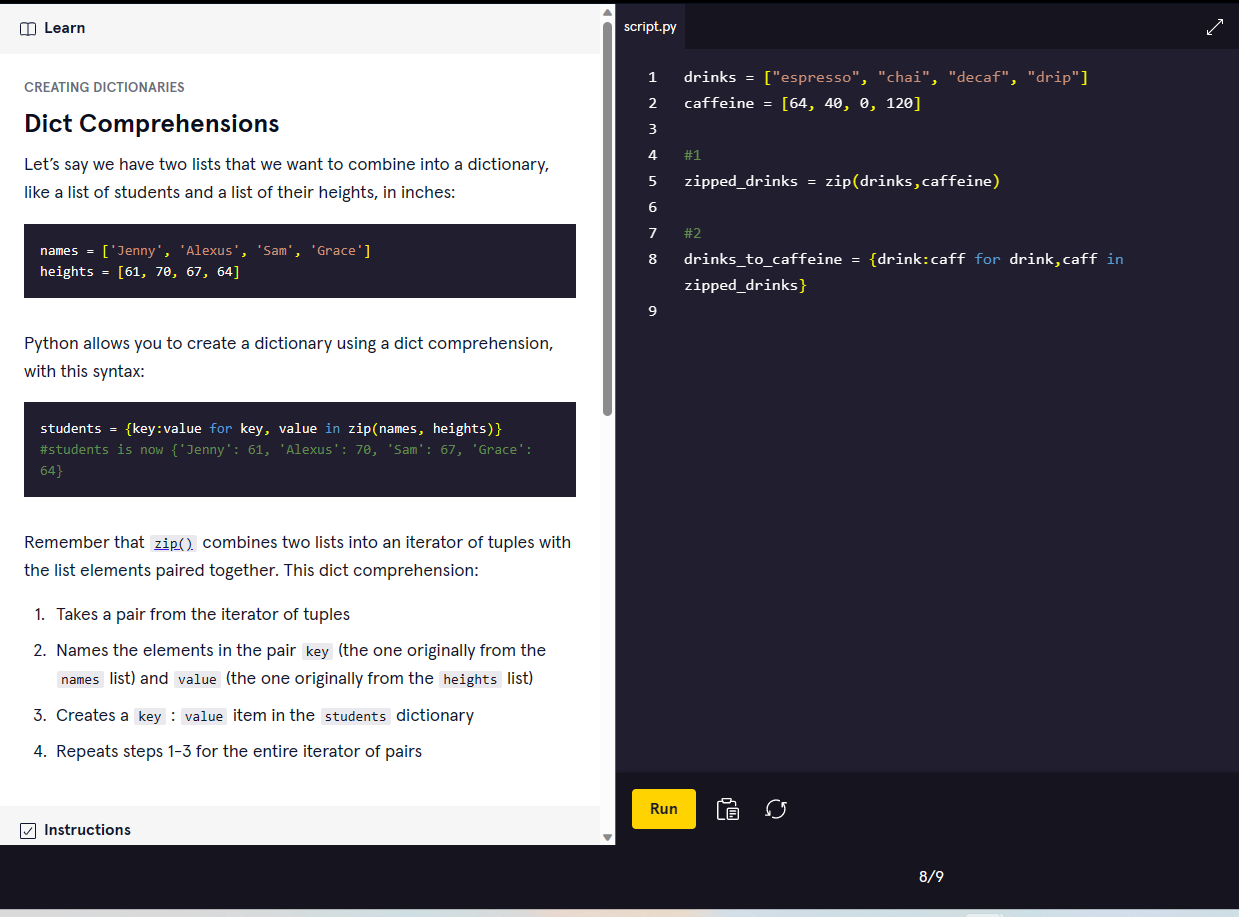 Learn
CREATING DICTIONARIES
Dict Comprehensions
Let’s say we have two lists that we want to combine into a dictionary,
like a list of students and a list of their heights, in inches:
names = ['Jenny', 'Alexus', 'Sam', 'Grace']
heights = [61, 70, 67, 64]
Python allows you to create a dictionary using a dict comprehension,
with this syntax:
students = {key:value for key, value in zip(names, heights)}
#students is now {'Jenny': 61, 'Alexus': 70, 'Sam': 67, 'Grace':
64}
Remember that zip() combines two lists into an iterator of tuples with
the list elements paired together. This dict comprehension:
1. Takes a pair from the iterator of tuples
2. Names the elements in the pair key (the one originally from the
names list) and value (the one originally from the heights list)
3. Creates a key : value item in the students dictionary
4. Repeats steps 1-3 for the entire iterator of pairs
Instructions
script.py
1 drinks = ["espresso", "chai", "decaf", "drip"]
2 caffeine = [64, 40, 0, 120]
3
4 #1
5 zipped_drinks = zip(drinks,caffeine)
6
7 #2
8 drinks_to_caffeine = {drink:caff for drink,caff in
zipped_drinks}
9
Run
8/9